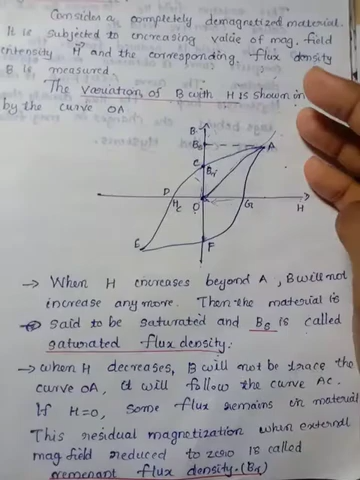 Consider a completely demagnetized material.
It is subjected to increasing value of mag. field
intensity H and the corresponding flux density
B is measured.
The variation of B with H is shown in
by the curve OA
B
Bs
A
C
Br
D
Hc
O
G
H
E
F
→ When H increases beyond A, B will not
increase any more. Then the material is
said to be saturated and Bs is called
saturated flux density.
→ when H decreases, B will not be trace the
curve OA, it will follow the curve AC.
If H=0, some flux remains in material
This residual magnetization when external
mag field reduced to zero is called
remenant flux density.(Br)